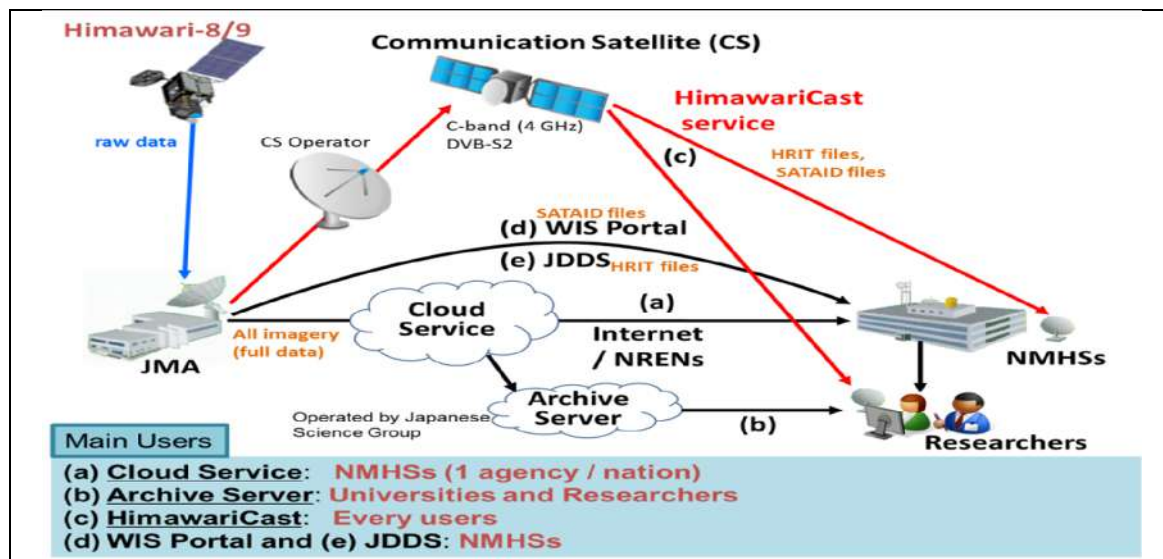 Himawari-8/9
Communication Satellite (CS)
raw data
CS Operator
C-band (4 GHz)
DVB-S2
HimawariCast
service
(c)
HRIT files,
SATAID files
SATAID files
(d) WIS Portal
(e) JDDS HRIT files
Cloud
Service
(a)
Internet
/ NRENs
All imagery
(full data)
JMA
NMHSs
Archive
Server
Operated by Japanese
Science Group
(b)
Researchers
Main Users
(a) Cloud Service: NMHSs (1 agency / nation)
(b) Archive Server: Universities and Researchers
(c) HimawariCast: Every users
(d) WIS Portal and (e) JDDS: NMHSs